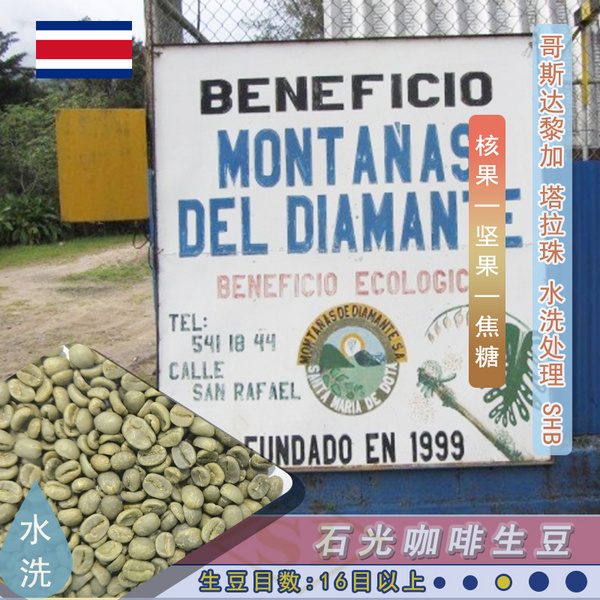 BENEFICIO
MONTAÑAS
DEL DIAMANTE
BENEFICIO ECOLOGIC
TEL:
541 18 44
CALLE
SAN RAFAEL
MONTAÑAS DE DIAMANTE S.A.
SANTA MARIA DE DOTA
FUNDADO EN 1999
哥斯达黎加 塔拉珠 水洗处理 SHB
核果|坚果|焦糖
水洗
石光咖啡生豆
生豆目数:16目以上